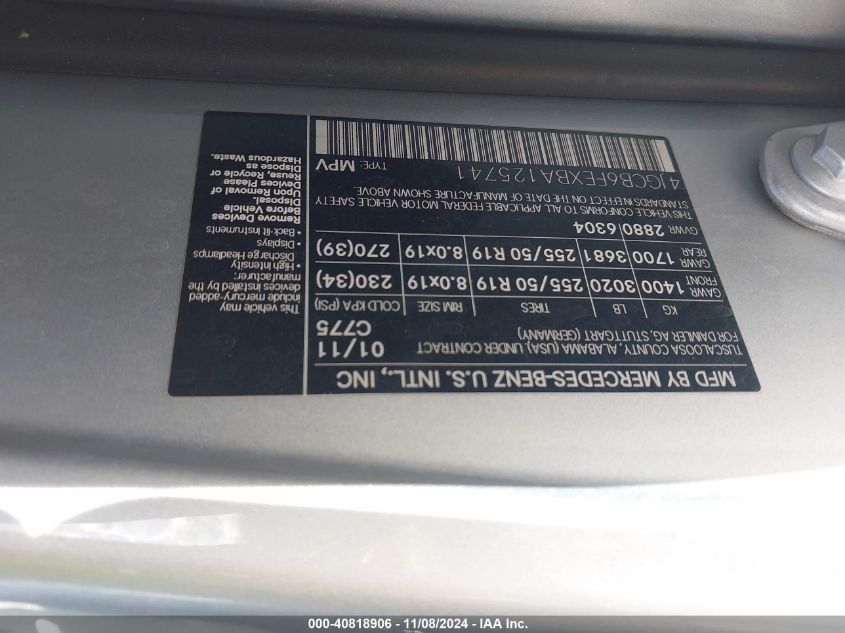 MFD BY MERCEDES-BENZ U.S. INTL., INC
TUSCALOOSA COUNTY, ALABAMA (USA), UNDER CONTRACT 01/11
FOR DAIMLER AG, STUTTGART (GERMANY) C775
KG LB TIRES RIM SIZE COLD KPA (PSI)
GAWR FRONT 1400 3020 255/50 R19 8.0x19 230(34)
GAWR REAR 1700 3681 255/50 R19 8.0x19 270(39)
GVWR 2880 6304
THIS VEHICLE CONFORMS TO ALL APPLICABLE FEDERAL MOTOR VEHICLE SAFETY
STANDARDS IN EFFECT ON THE DATE OF MANUFACTURE SHOWN ABOVE.
4JGCB6FEXBA125741 TYPE: MPV
This vehicle may
include mercury-added
devices installed by the
manufacturer:
• High intensity
Discharge Headlamps
• Displays
• Back-lit instruments
Remove Devices
Before Vehicle
Disposal.
Upon Removal of
Devices Please
Reuse, Recycle or
Dispose as
Hazardous Waste.
000-40818906 - 11/08/2024 - IAA Inc.